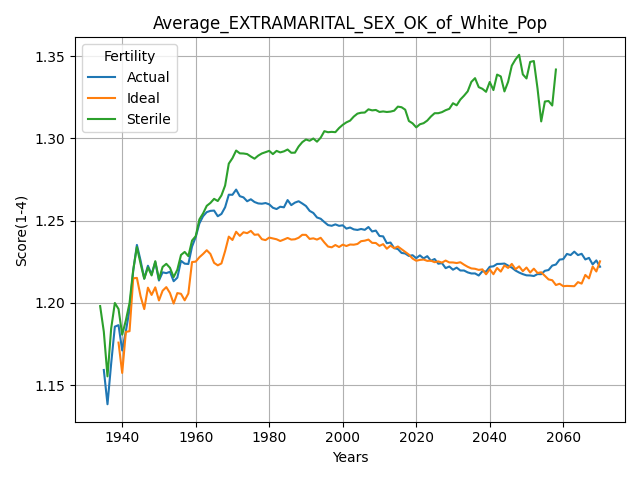 Average_EXTRAMARITAL_SEX_OK_of_White_Pop
Fertility
Actual
Ideal
Sterile
Score(1-4)
1.35
1.30
1.25
1.20
1.15
1940 1960 1980 2000 2020 2040 2060
Years